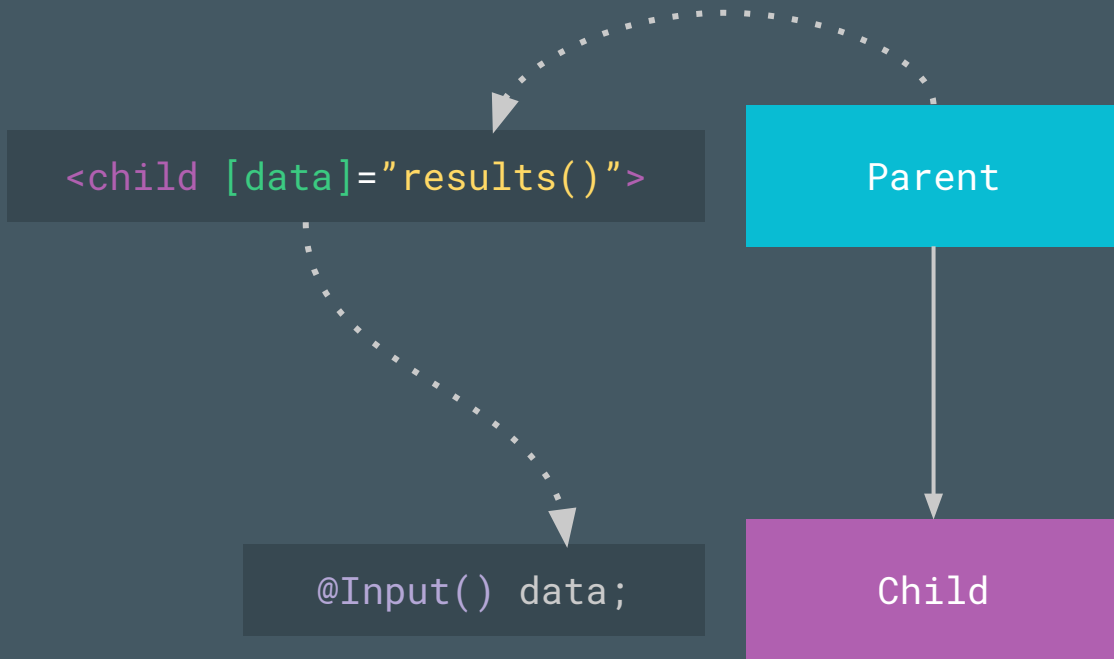 <child [data]=”results()”>
Parent
@Input() data;
Child